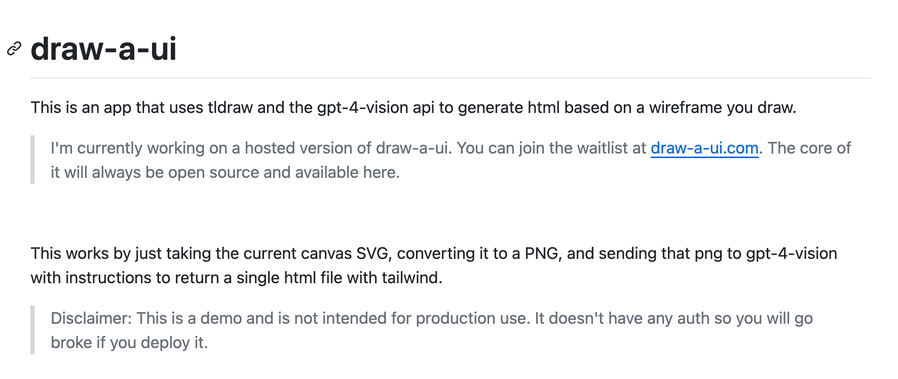 draw-a-ui
This is an app that uses tldraw and the gpt-4-vision api to generate html based on a wireframe you draw.
I'm currently working on a hosted version of draw-a-ui. You can join the waitlist at draw-a-ui.com. The core of
it will always be open source and available here.
This works by just taking the current canvas SVG, converting it to a PNG, and sending that png to gpt-4-vision
with instructions to return a single html file with tailwind.
Disclaimer: This is a demo and is not intended for production use. It doesn't have any auth so you will go
broke if you deploy it.